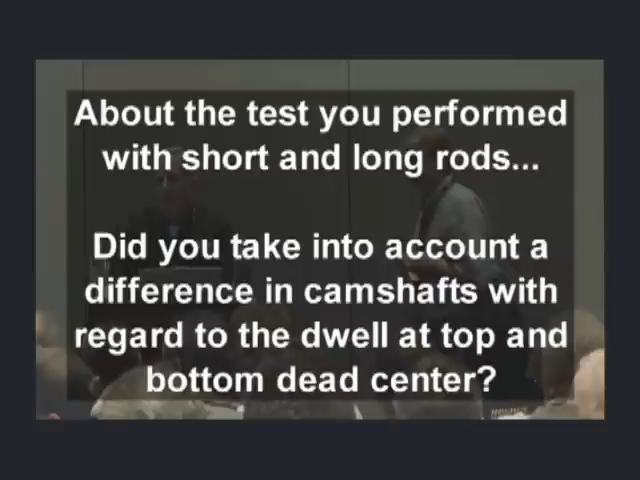 About the test you performed
with short and long rods...
Did you take into account a
difference in camshafts with
regard to the dwell at top and
bottom dead center?